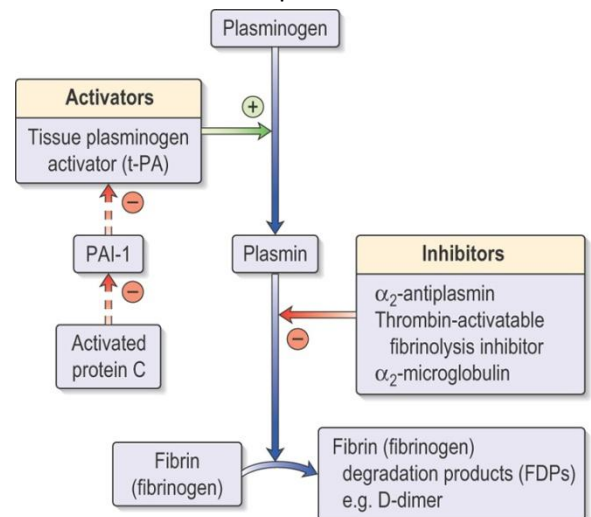 Plasminogen
Activators
+
Tissue plasminogen
activator (t-PA)
−
PAI-1
−
Activated
protein C
Plasmin
Inhibitors
α₂-antiplasmin
Thrombin-activatable
fibrinolysis inhibitor
α₂-microglobulin
−
Fibrin
(fibrinogen)
Fibrin (fibrinogen)
degradation products (FDPs)
e.g. D-dimer